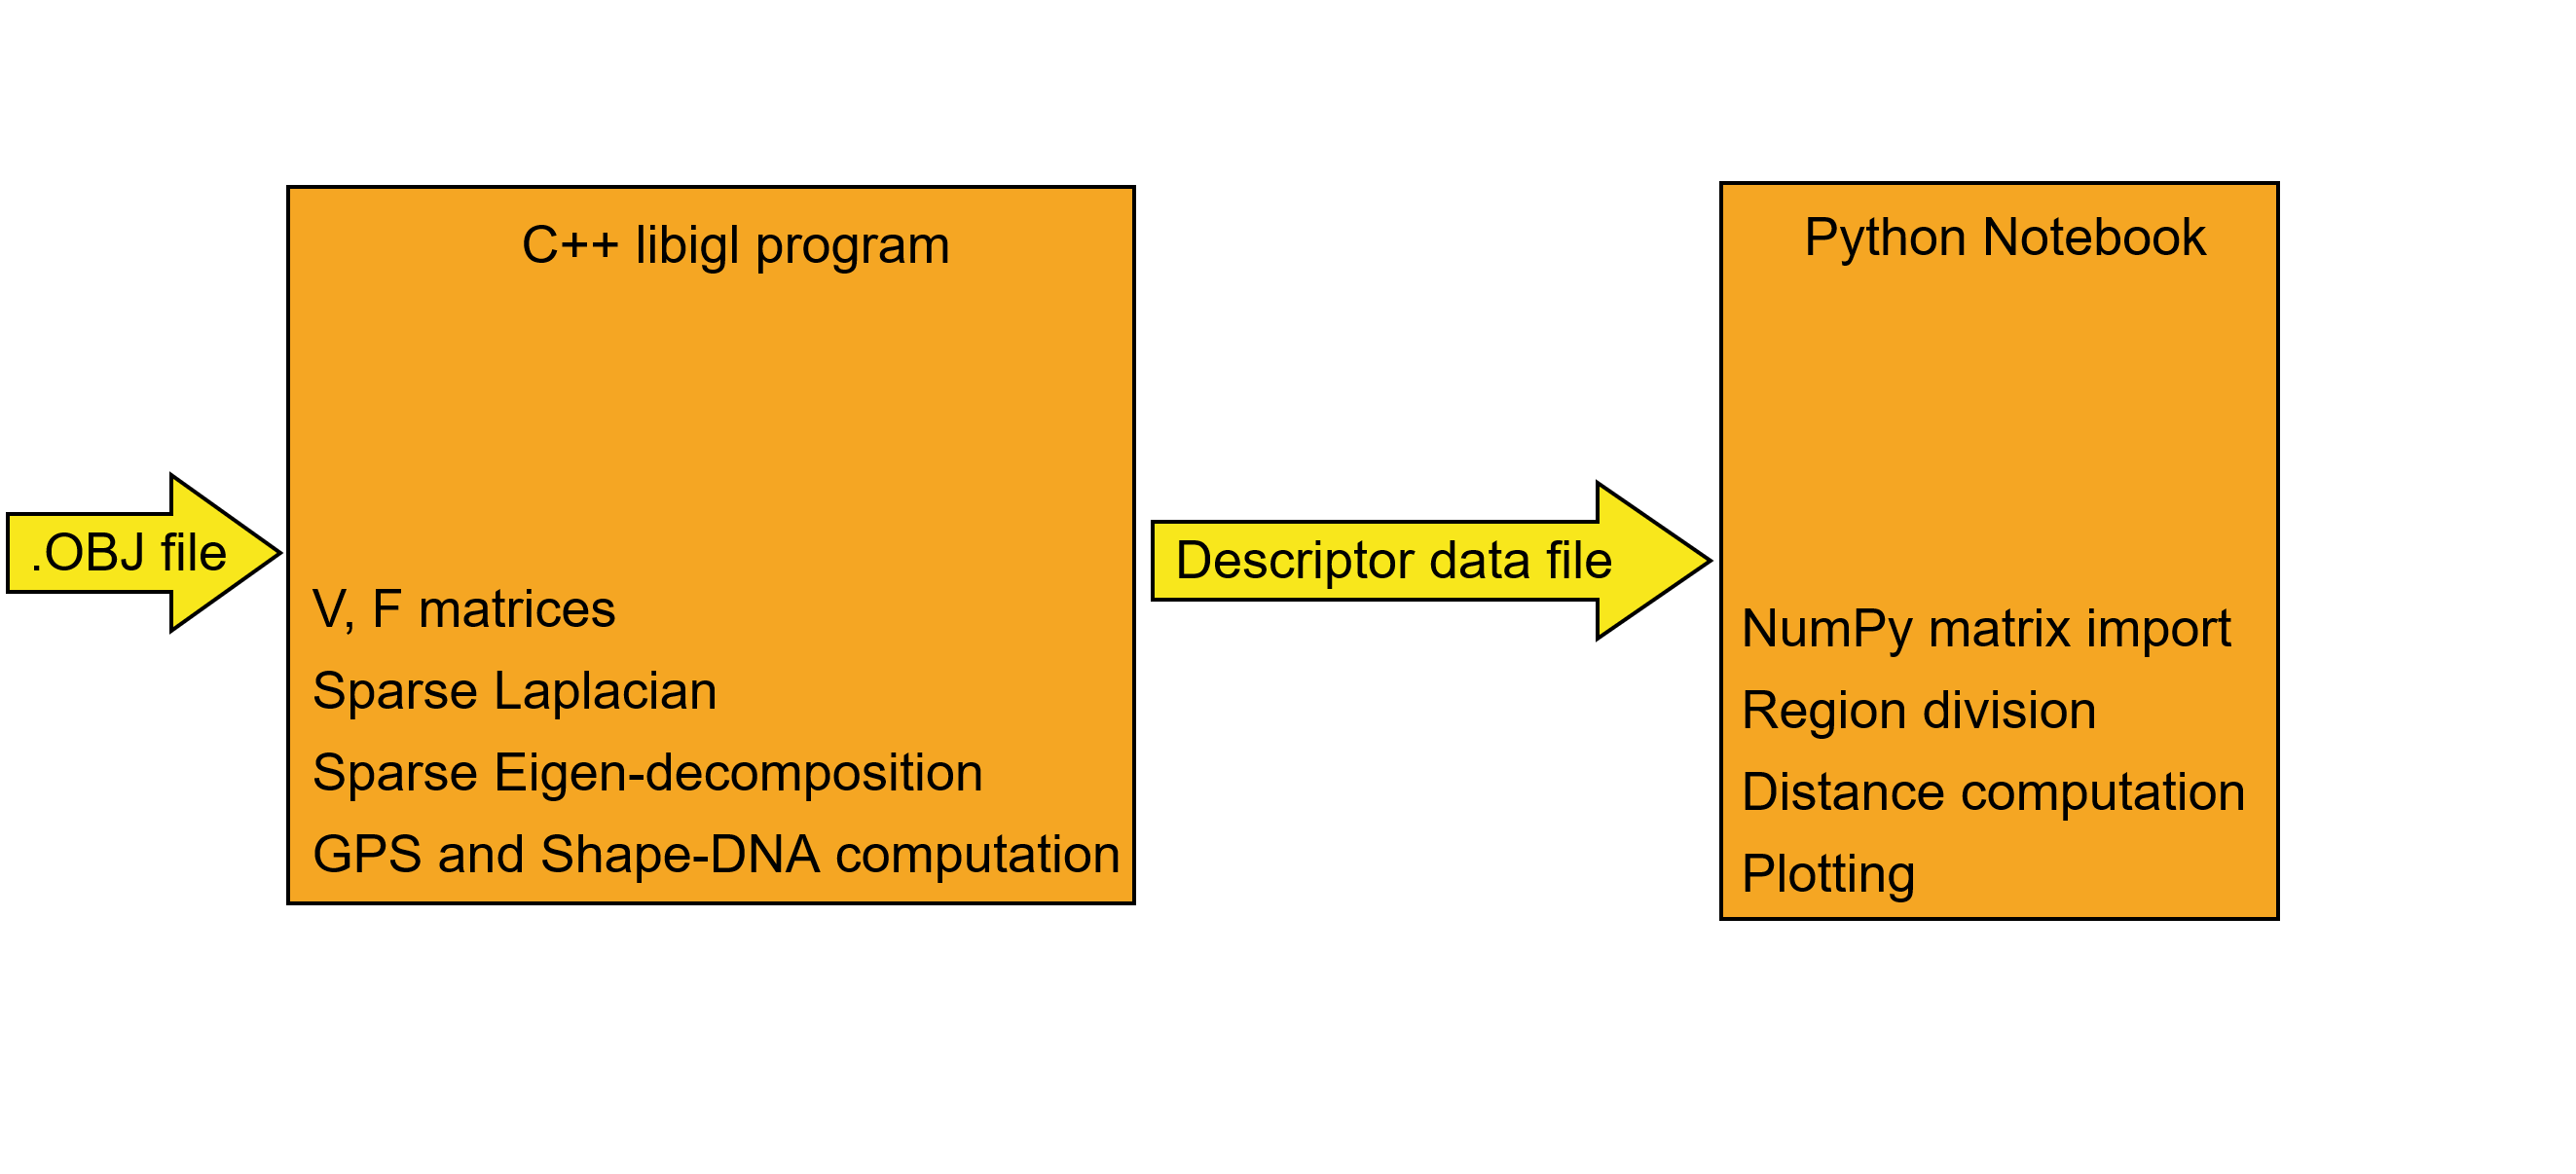 .OBJ file
C++ libigl program
V, F matrices
Sparse Laplacian
Sparse Eigen-decomposition
GPS and Shape-DNA computation
Descriptor data file
Python Notebook
NumPy matrix import
Region division
Distance computation
Plotting